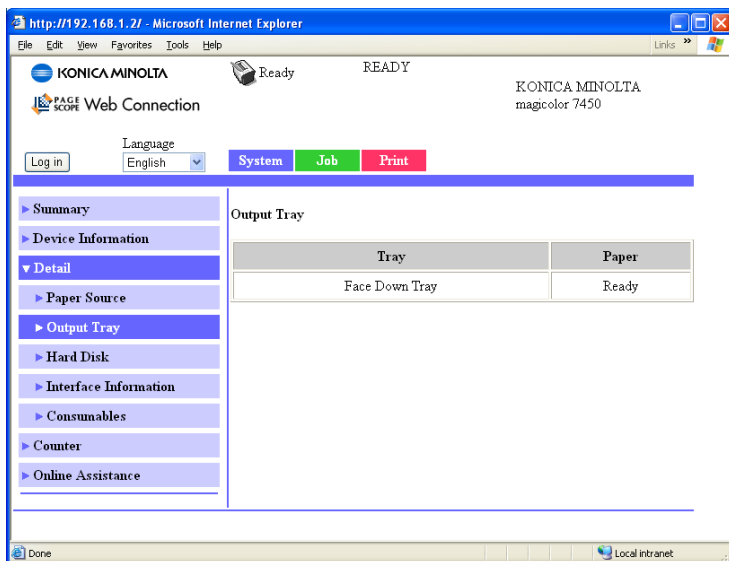 http://192.168.1.2/ - Microsoft Internet Explorer
File Edit View Favorites Tools Help Links »
KONICA MINOLTA
Ready
READY
KONICA MINOLTA
magicolor 7450
PAGE SCOPE Web Connection
Language
Log in
English
System Job Print
Summary
Device Information
Detail
Paper Source
Output Tray
Hard Disk
Interface Information
Consumables
Counter
Online Assistance
Output Tray
Tray Paper
Face Down Tray Ready
Done Local intranet